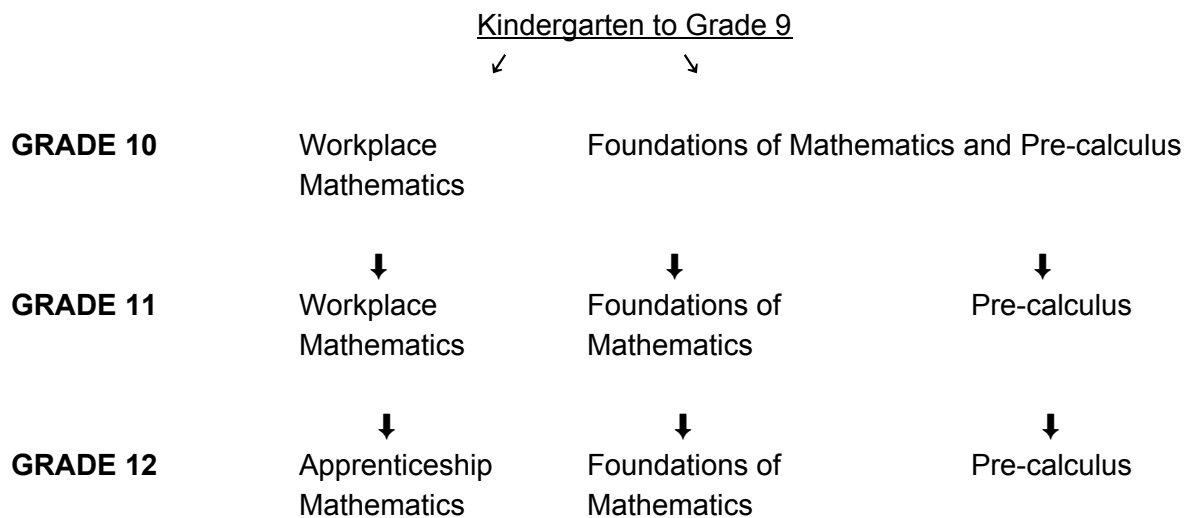 Kindergarten to Grade 9
↙ ↘
GRADE 10 Workplace Mathematics Foundations of Mathematics and Pre-calculus
⬇ ⬇ ⬇
GRADE 11 Workplace Mathematics Foundations of Mathematics Pre-calculus
⬇ ⬇ ⬇
GRADE 12 Apprenticeship Mathematics Foundations of Mathematics Pre-calculus